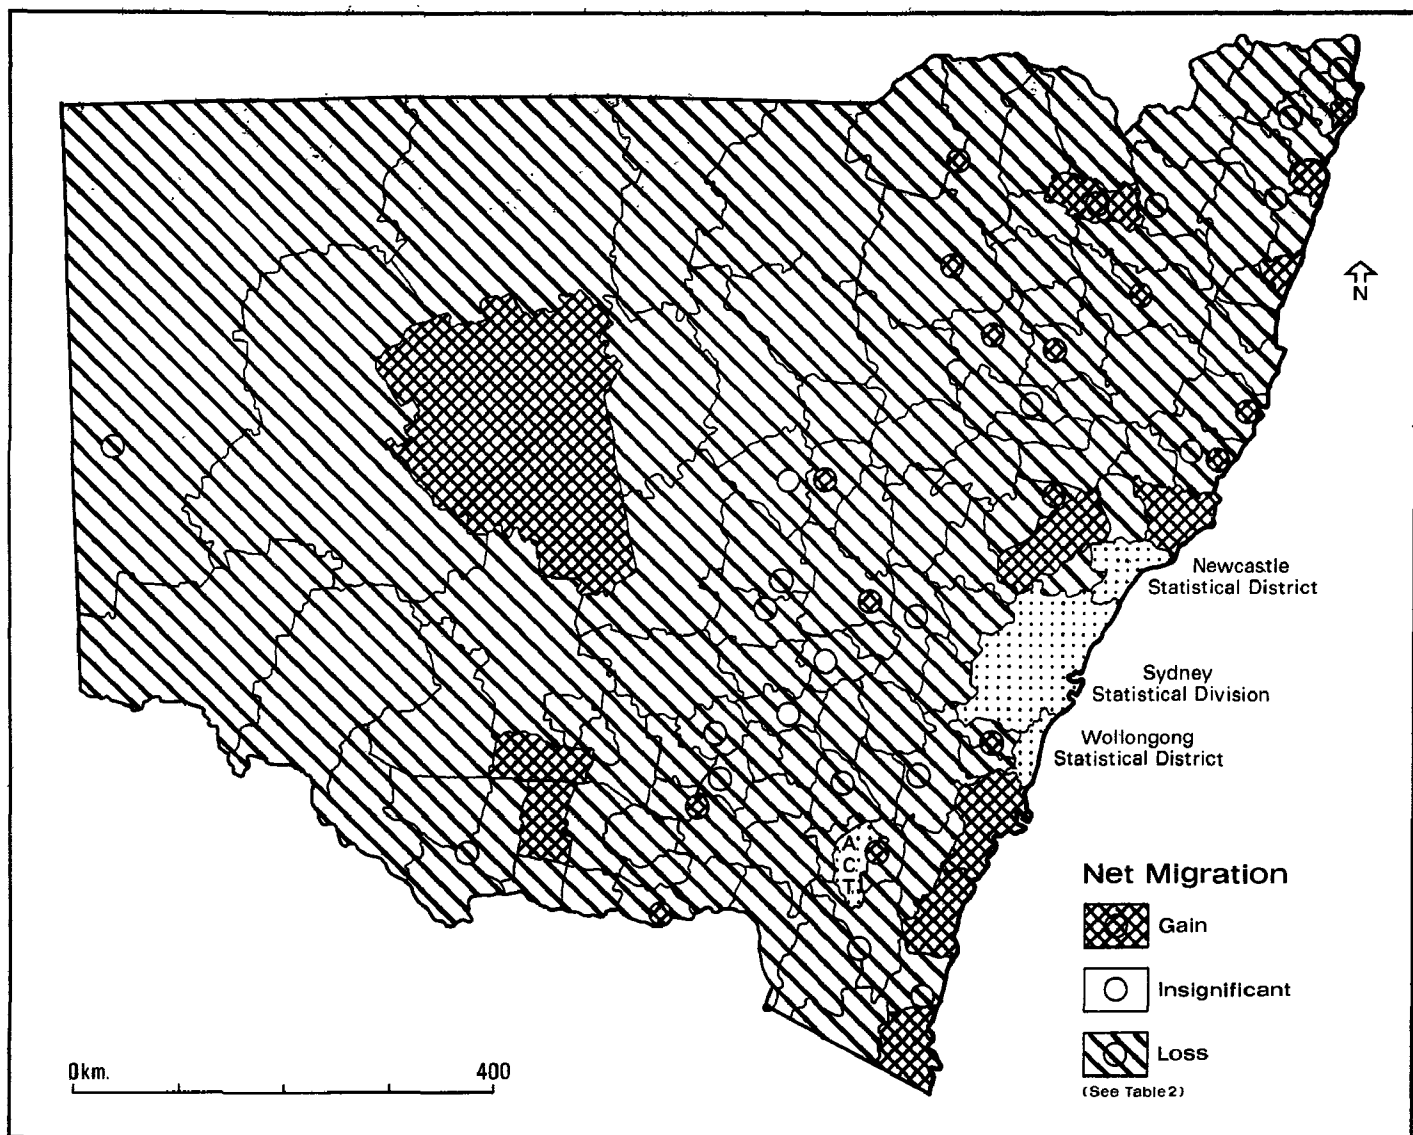 N
Newcastle
Statistical District
Sydney
Statistical Division
Wollongong
Statistical District
A.
C
T.
Net Migration
Gain
Insignificant
Loss
(See Table 2)
0km.
400